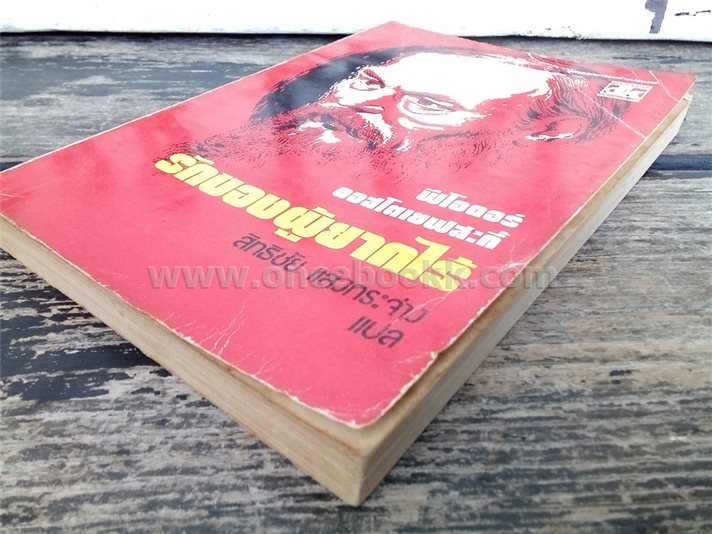 ฟีโอดอร์
ดอสโตเยฟสะกี้
รักของผู้ยากไร้
สิทธิชัย แสงกระจ่าง
แปล
www.oncebookk.com